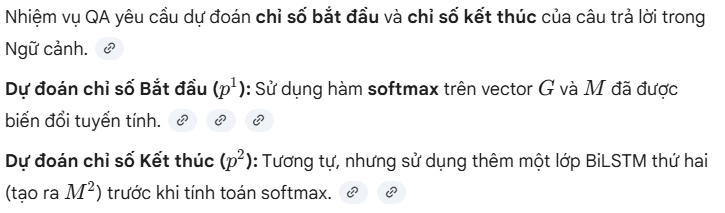 Nhiệm vụ QA yêu cầu dự đoán chỉ số bắt đầu và chỉ số kết thúc của câu trả lời trong
Ngữ cảnh.
Dự đoán chỉ số Bắt đầu (p¹): Sử dụng hàm softmax trên vector G và M đã được
biến đổi tuyến tính.
Dự đoán chỉ số Kết thúc (p²): Tương tự, nhưng sử dụng thêm một lớp BiLSTM thứ hai
(tạo ra M²) trước khi tính toán softmax.